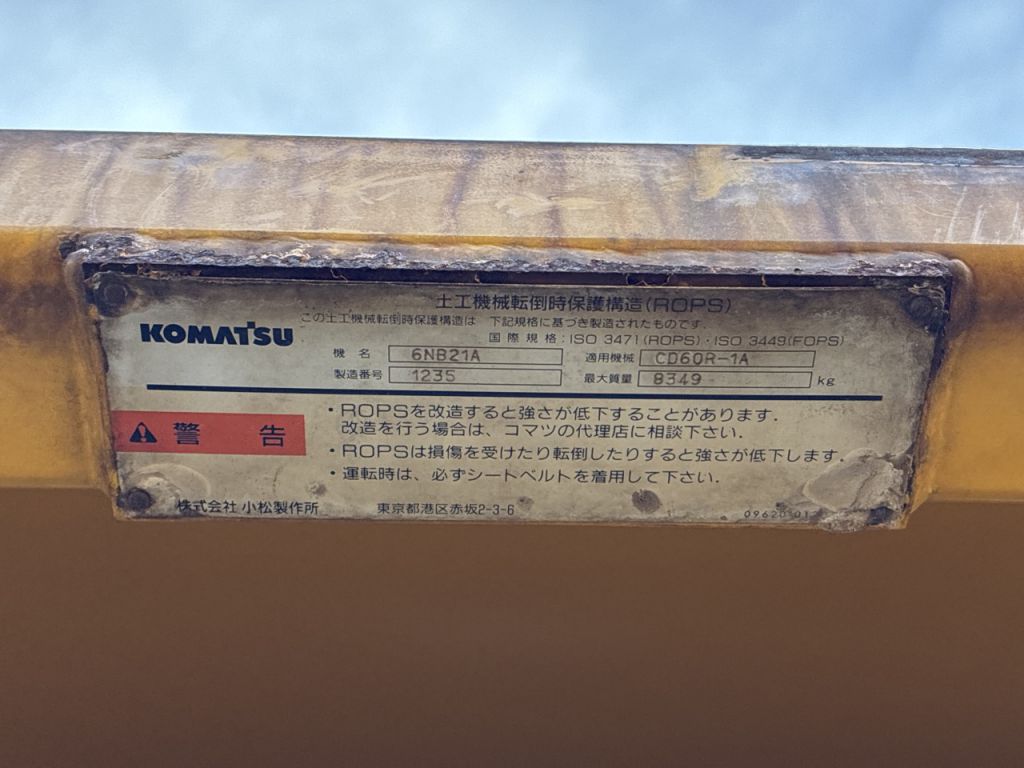 土工機械転倒時保護構造(ROPS)
この土工機械転倒時保護構造は 下記規格に基づき製造されたものです.
KOMATSU
国際規格:ISO 3471(ROPS)・ISO 3449(FOPS)
機名 6NB21A 適用機械 CD60R-1A
製造番号 1235 最大質量 8349 kg
警告
・ROPSを改造すると強さが低下することがあります.
改造を行う場合は、コマツの代理店に相談下さい.
・ROPSは損傷を受けたり転倒したりすると強さが低下します.
・運転時は、必ずシートベルトを着用して下さい.
株式会社 小松製作所 東京都港区赤坂2-3-6